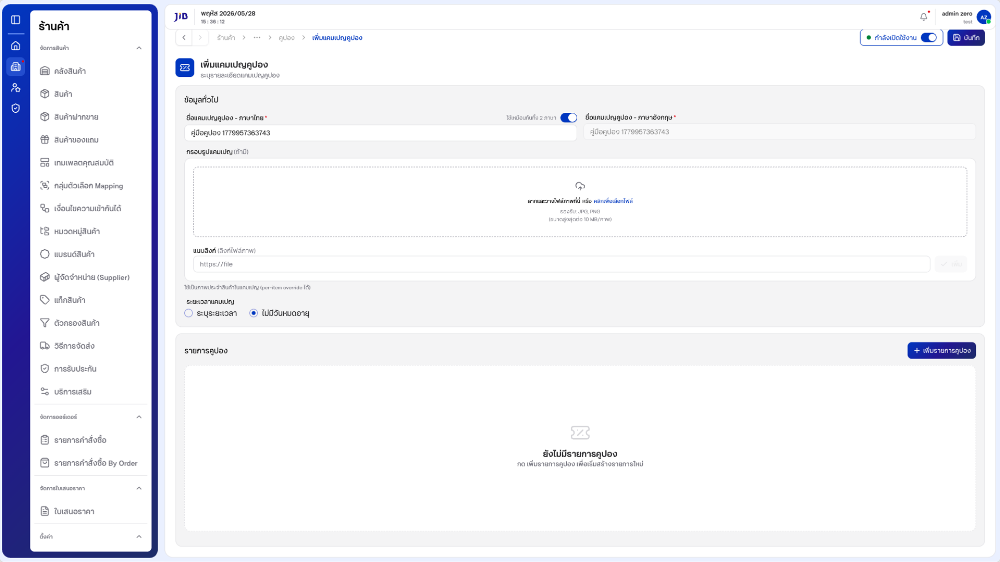 ร้านค้า
จัดการสินค้า
คลังสินค้า
สินค้า
สินค้าฝากขาย
สินค้าของแถม
เทมเพลตคุณสมบัติ
กลุ่มตัวเลือก Mapping
เงื่อนไขความเข้ากันได้
หมวดหมู่สินค้า
แบรนด์สินค้า
ผู้จัดจำหน่าย (Supplier)
แท็กสินค้า
ตัวกรองสินค้า
วิธีการจัดส่ง
การรับประกัน
บริการเสริม
จัดการออร์เดอร์
รายการคำสั่งซื้อ
รายการคำสั่งซื้อ By Order
จัดการใบเสนอราคา
ใบเสนอราคา
ตั้งค่า
JIB
พฤหัส 2026/05/28
15 : 36 : 12
admin zero
test
AZ
ร้านค้า > ··· > คูปอง > เพิ่มแคมเปญคูปอง
กำลังเปิดใช้งาน
บันทึก
เพิ่มแคมเปญคูปอง
ระบุรายละเอียดแคมเปญคูปอง
ข้อมูลทั่วไป
ชื่อแคมเปญคูปอง - ภาษาไทย*
ใช้เหมือนกันทั้ง 2 ภาษา
ชื่อแคมเปญคูปอง - ภาษาอังกฤษ*
คู่มือคูปอง 1779957363743
คู่มือคูปอง 1779957363743
กรอบรูปแคมเปญ (ถ้ามี)
ลากและวางไฟล์ภาพที่นี่ หรือ คลิกเพื่อเลือกไฟล์
รองรับ: JPG, PNG
(ขนาดสูงสุดต่อ 10 MB/ภาพ)
แนบลิงก์ (ลิงก์ไฟล์ภาพ)
https://file
เพิ่ม
ใช้เป็นภาพประจำสินค้าในแคมเปญ (per-item override ได้)
ระยะเวลาแคมเปญ
ระบุระยะเวลา
ไม่มีวันหมดอายุ
รายการคูปอง
+ เพิ่มรายการคูปอง
ยังไม่มีรายการคูปอง
กด เพิ่มรายการคูปอง เพื่อเริ่มสร้างรายการใหม่